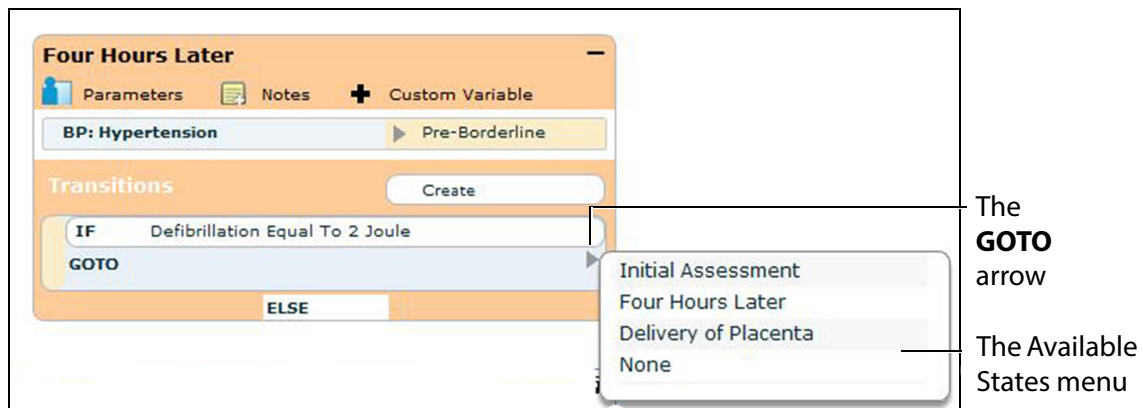 Four Hours Later
Parameters Notes Custom Variable
BP: Hypertension Pre-Borderline
Transitions Create
IF Defibrillation Equal To 2 Joule
GOTO
ELSE
Initial Assessment
Four Hours Later
Delivery of Placenta
None
The
GOTO
arrow
The Available
States menu